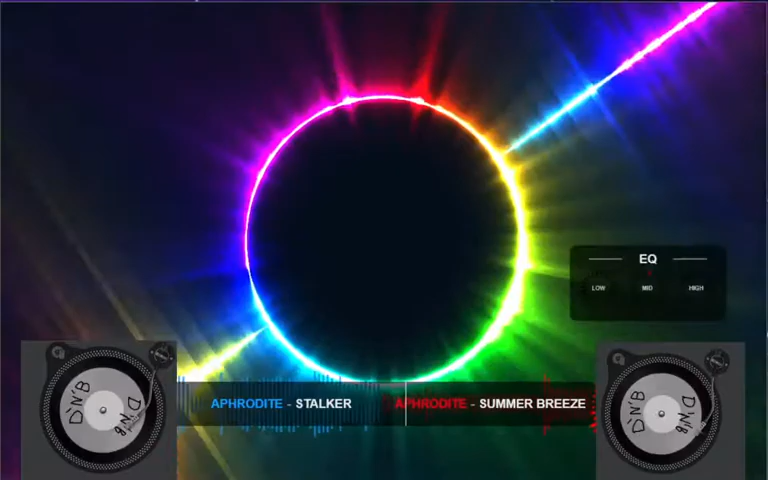 EQ
LOW MID HIGH
D'N'B
D'N'B
APHRODITE - STALKER
APHRODITE - SUMMER BREEZE
D'N'B
D'N'B